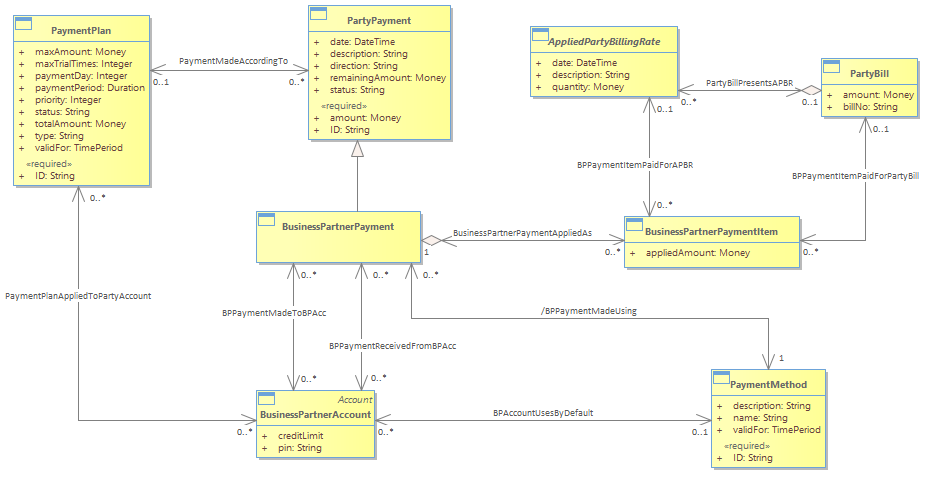 PaymentPlan
+ maxAmount: Money
+ maxTrialTimes: Integer
+ paymentDay: Integer
+ paymentPeriod: Duration
+ priority: Integer
+ status: String
+ totalAmount: Money
+ type: String
+ validFor: TimePeriod
«required»
+ ID: String
PaymentMadeAccordingTo
0..1
0..*
PartyPayment
+ date: DateTime
+ description: String
+ direction: String
+ remainingAmount: Money
+ status: String
«required»
+ amount: Money
+ ID: String
AppliedPartyBillingRate
+ date: DateTime
+ description: String
+ quantity: Money
PartyBillPresentsAPBR
0..*
0..1
PartyBill
+ amount: Money
+ billNo: String
0..1
0..1
BPPaymentItemPaidForAPBR
BPPaymentItemPaidForPartyBill
0..*
0..*
BusinessPartnerPayment
BusinessPartnerPaymentAppliedAs
1
0..*
BusinessPartnerPaymentItem
+ appliedAmount: Money
0..*
0..*
0..*
0..*
PaymentPlanAppliedToPartyAccount
BPPaymentMadeToBPAcc
/BPPaymentMadeUsing
BPPaymentReceivedFromBPAcc
1
0..*
0..*
Account
BusinessPartnerAccount
+ creditLimit
+ pin: String
0..*
0..*
BPAccountUsesByDefault
0..1
PaymentMethod
+ description: String
+ name: String
+ validFor: TimePeriod
«required»
+ ID: String